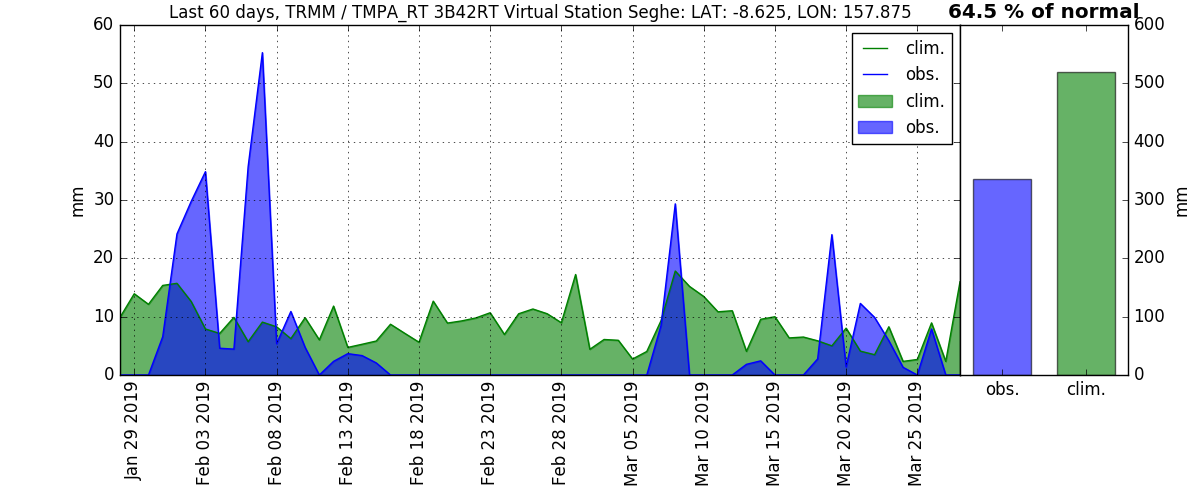 Last 60 days, TRMM / TMPA_RT 3B42RT Virtual Station Seghe: LAT: -8.625, LON: 157.875
64.5 % of normal
60
50
40
30
20
10
0
mm
clim.
obs.
clim.
obs.
600
500
400
300
200
100
0
mm
obs.
clim.
Jan 29 2019
Feb 03 2019
Feb 08 2019
Feb 13 2019
Feb 18 2019
Feb 23 2019
Feb 28 2019
Mar 05 2019
Mar 10 2019
Mar 15 2019
Mar 20 2019
Mar 25 2019